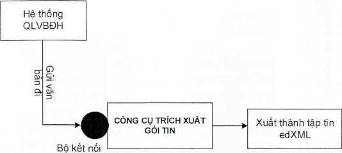 Hệ thống
QLVBĐH
Gửi văn
bản đi
Bộ kết nối
CÔNG CỤ TRÍCH XUẤT
GÓI TIN
Xuất thành tập tin
edXML